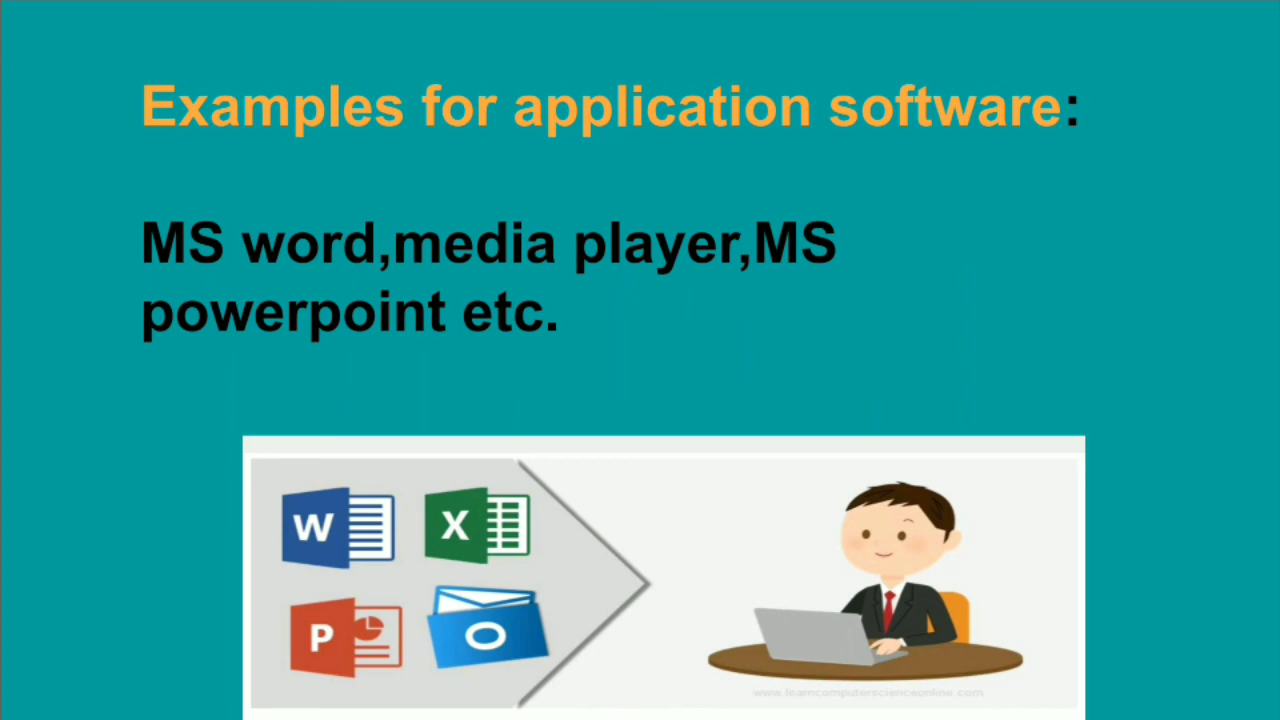 Examples for application software:
MS word,media player,MS
powerpoint etc.
W
X
P
O
www.learncomputerscienceonline.com